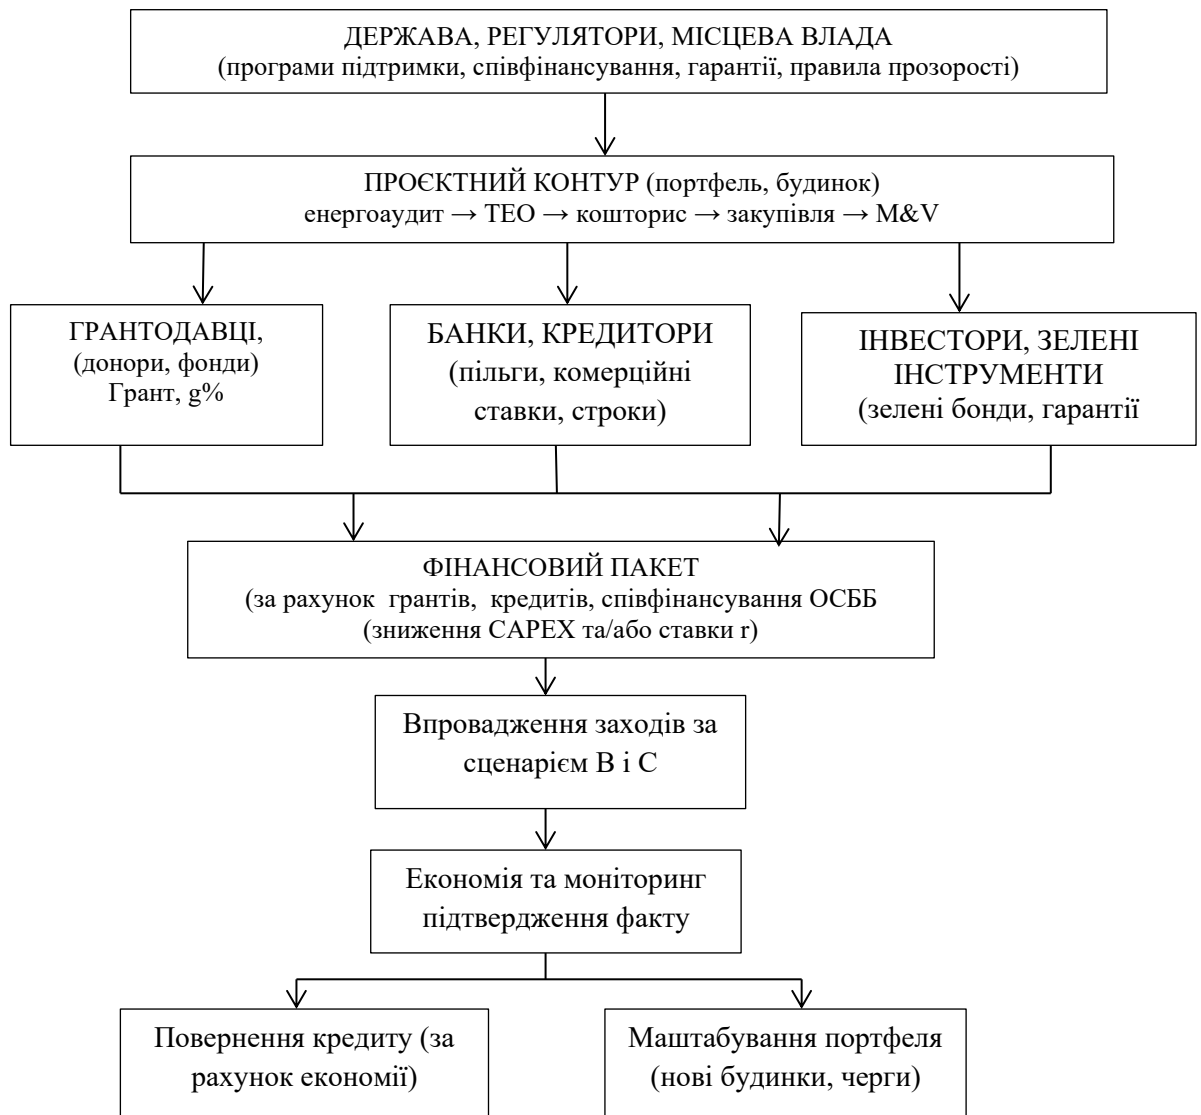 ДЕРЖАВА, РЕГУЛЯТОРИ, МІСЦЕВА ВЛАДА
(програми підтримки, співфінансування, гарантії, правила прозорості)
ПРОЄКТНИЙ КОНТУР (портфель, будинок)
енергоаудит → ТЕО → кошторис → закупівля → M&V
ГРАНТОДАВЦІ,
(донори, фонди)
Грант, g%
БАНКИ, КРЕДИТОРИ
(пільги, комерційні
ставки, строки)
ІНВЕСТОРИ, ЗЕЛЕНІ
ІНСТРУМЕНТИ
(зелені бонди, гарантії
ФІНАНСОВИЙ ПАКЕТ
(за рахунок грантів, кредитів, співфінансування ОСББ
(зниження CAPEX та/або ставки r)
Впровадження заходів за
сценарієм В і С
Економія та моніторинг
підтвердження факту
Повернення кредиту (за
рахунок економії)
Маштабування портфеля
(нові будинки, черги)